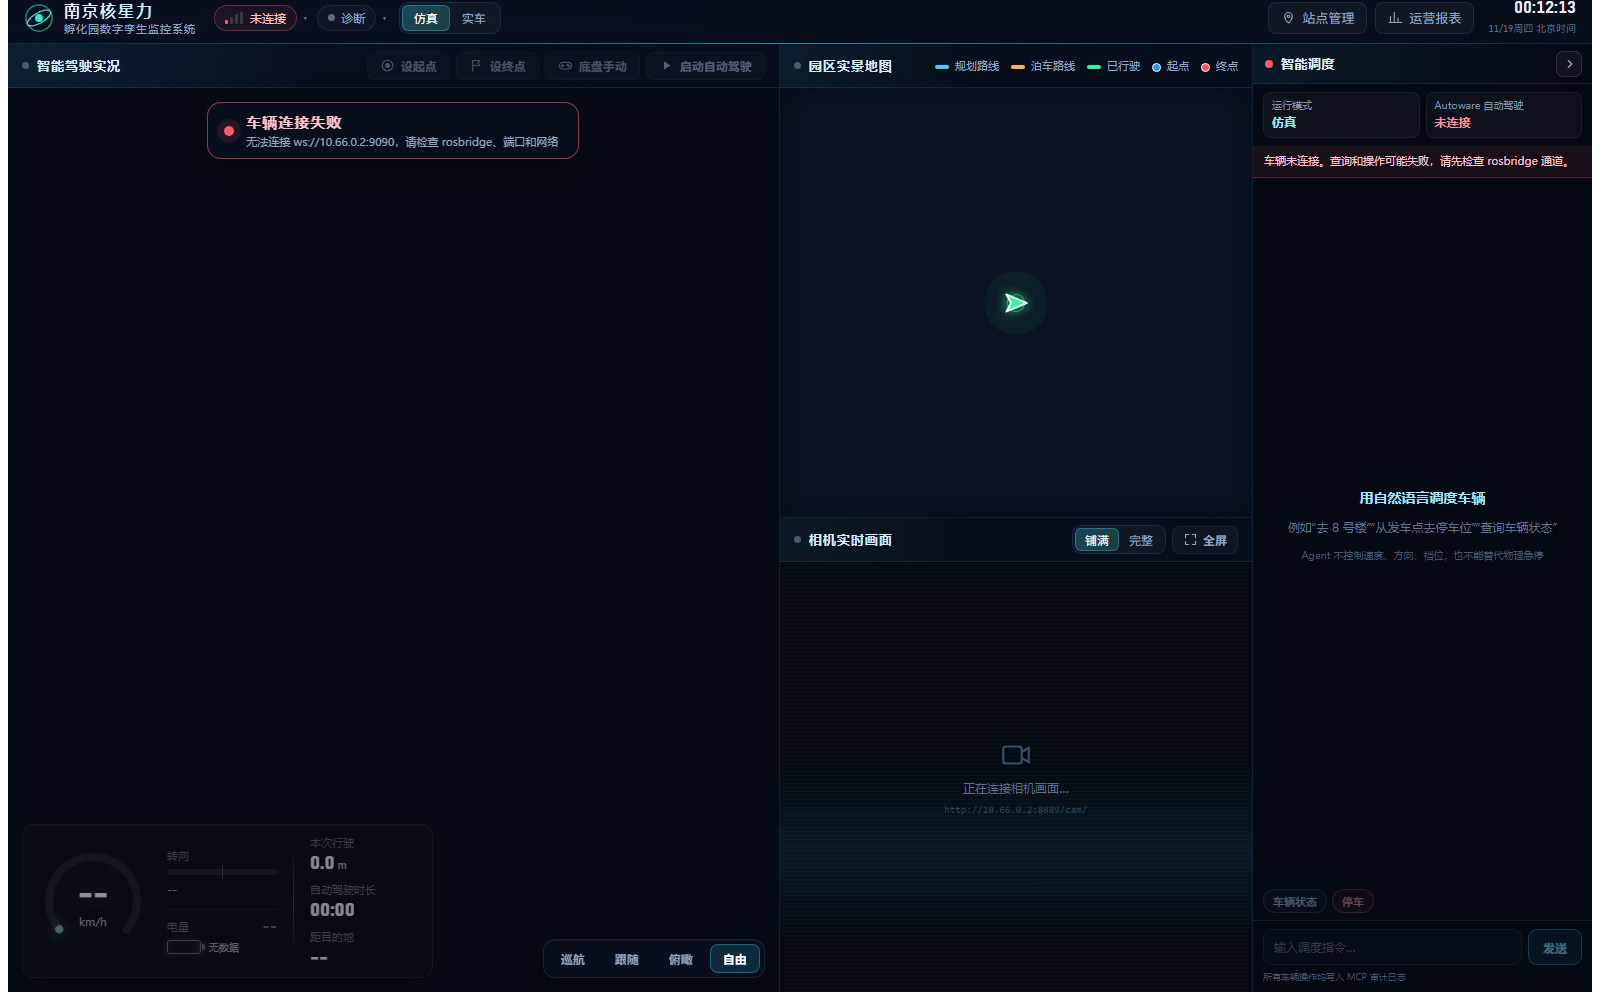 南京核星力
孵化园数字孪生监控系统
未连接
诊断
仿真
实车
站点管理
运营报表
00:12:13
11/19周四 北京时间
智能驾驶实况
设起点
设终点
底盘手动
启动自动驾驶
车辆连接失败
无法连接 ws://10.66.0.2:9090，请检查 rosbridge、端口和网络
转向
--
km/h
--
电量
--
无数据
本次行驶
0.0 m
自动驾驶时长
00:00
距目的地
--
巡航
跟随
俯瞰
自由
园区实景地图
规划路线
泊车路线
已行驶
起点
终点
相机实时画面
铺满
完整
全屏
正在连接相机画面...
http://10.66.0.2:8889/cam/
智能调度
运行模式
仿真
Autoware 自动驾驶
未连接
车辆未连接。查询和操作可能失败，请先检查 rosbridge 通道。
用自然语言调度车辆
例如“去 8 号楼”“从发车点去停车位”“查询车辆状态”
Agent 不控制速度、方向、档位，也不能替代物理急停
车辆状态
停车
输入调度指令...
发送
所有车辆操作均写入 MCP 审计日志